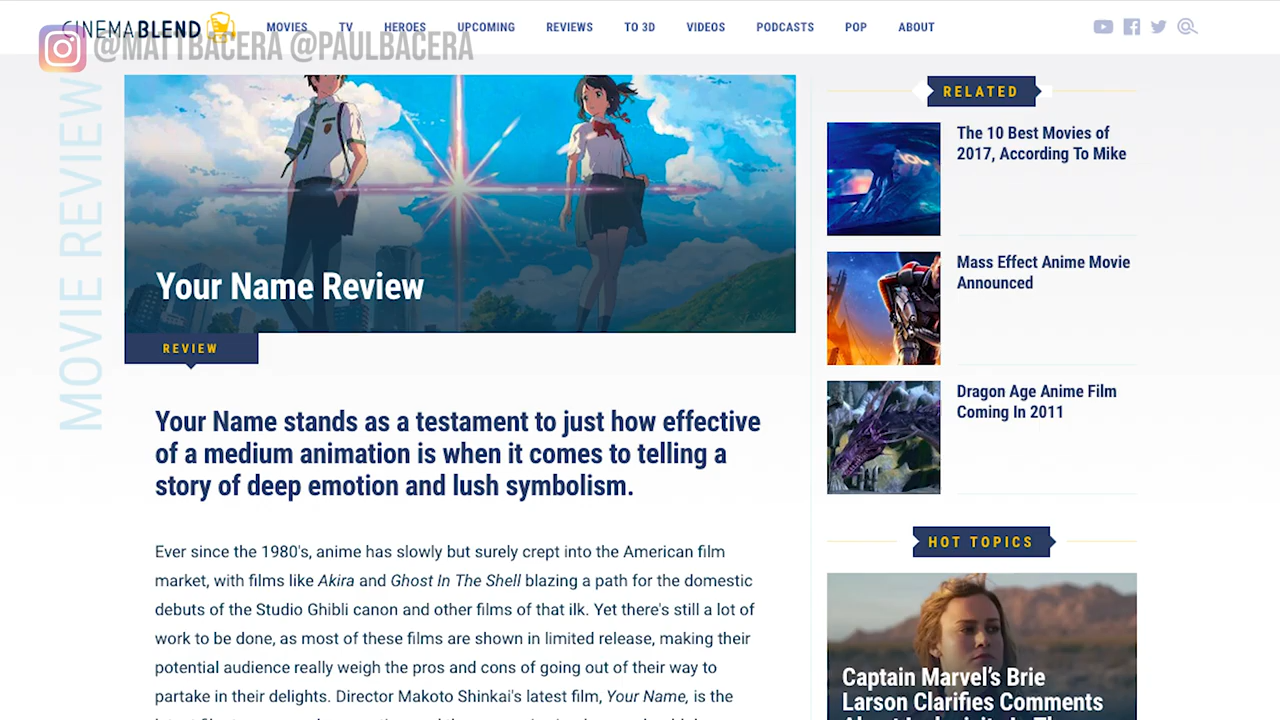 CINEMABLEND
MOVIES TV HEROES UPCOMING REVIEWS TO 3D VIDEOS PODCASTS POP ABOUT
@MATTBACERA @PAULBACERA
MOVIE REVIEW
Your Name Review
REVIEW
Your Name stands as a testament to just how effective
of a medium animation is when it comes to telling a
story of deep emotion and lush symbolism.
Ever since the 1980's, anime has slowly but surely crept into the American film
market, with films like Akira and Ghost In The Shell blazing a path for the domestic
debuts of the Studio Ghibli canon and other films of that ilk. Yet there's still a lot of
work to be done, as most of these films are shown in limited release, making their
potential audience really weigh the pros and cons of going out of their way to
partake in their delights. Director Makoto Shinkai's latest film, Your Name, is the
RELATED
The 10 Best Movies of
2017, According To Mike
Mass Effect Anime Movie
Announced
Dragon Age Anime Film
Coming In 2011
HOT TOPICS
Captain Marvel's Brie
Larson Clarifies Comments